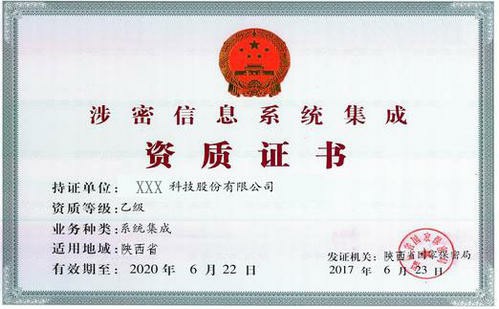 涉密信息系统集成
资质证书
持证单位： XXX 科技股份有限公司
资质等级：乙级
业务种类：系统集成
适用地域：陕西省
有效期至： 2020 年 6 月 22 日
发证机关：陕西省国家保密局
2017 年 6 月 23 日